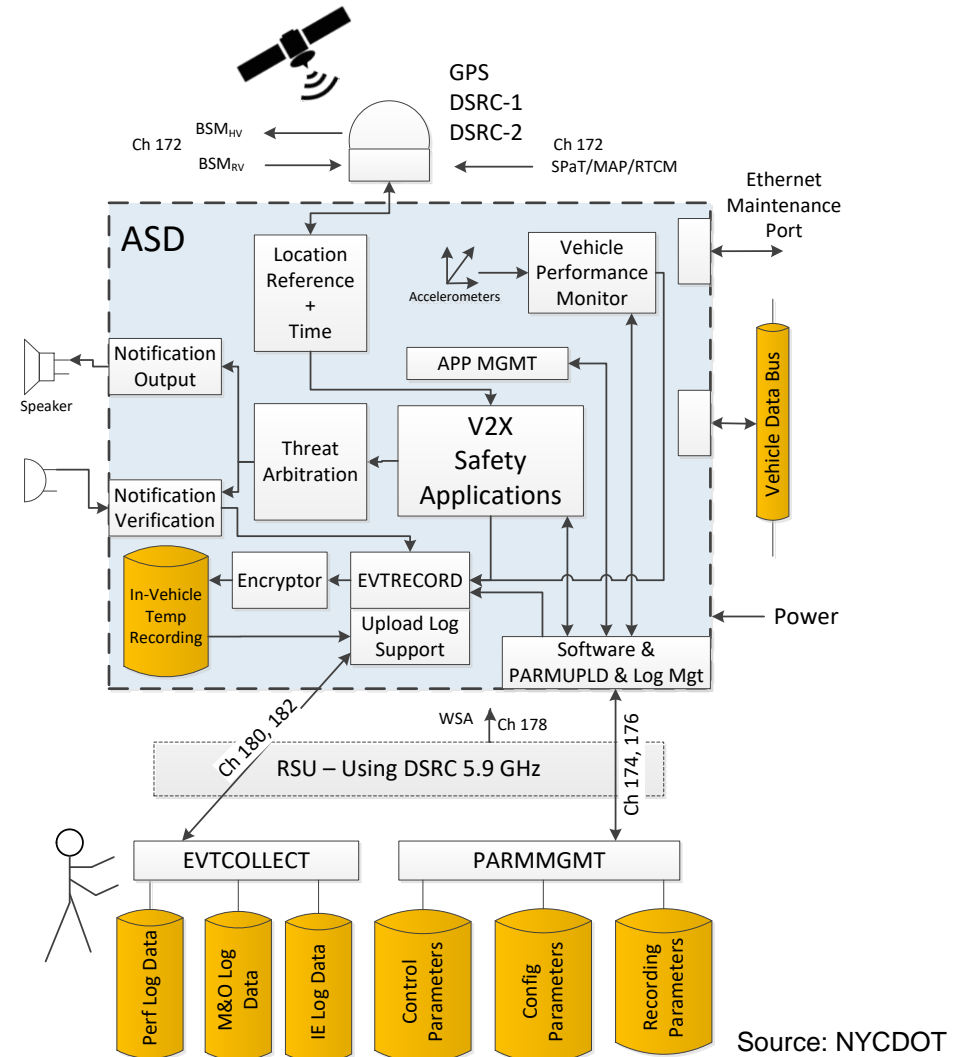 GPS
DSRC-1
DSRC-2
Ch 172
BSMHV
BSMRV
Ch 172
SPaT/MAP/RTCM
Ethernet
Maintenance
Port
ASD
Location
Reference
+
Time
Accelerometers
Vehicle
Performance
Monitor
Notification
Output
Speaker
APP MGMT
Threat
Arbitration
V2X
Safety
Applications
Vehicle Data Bus
Notification
Verification
In-Vehicle
Temp
Recording
Encryptor
EVTRECORD
Upload Log
Support
Software &
PARMUPLD & Log Mgt
Power
Ch 180, 182
WSA
Ch 178
Ch 174, 176
RSU – Using DSRC 5.9 GHz
EVTCOLLECT
PARMMGMT
Perf Log Data
M&O Log
Data
IE Log Data
Control
Parameters
Config
Parameters
Recording
Parameters
Source: NYCDOT